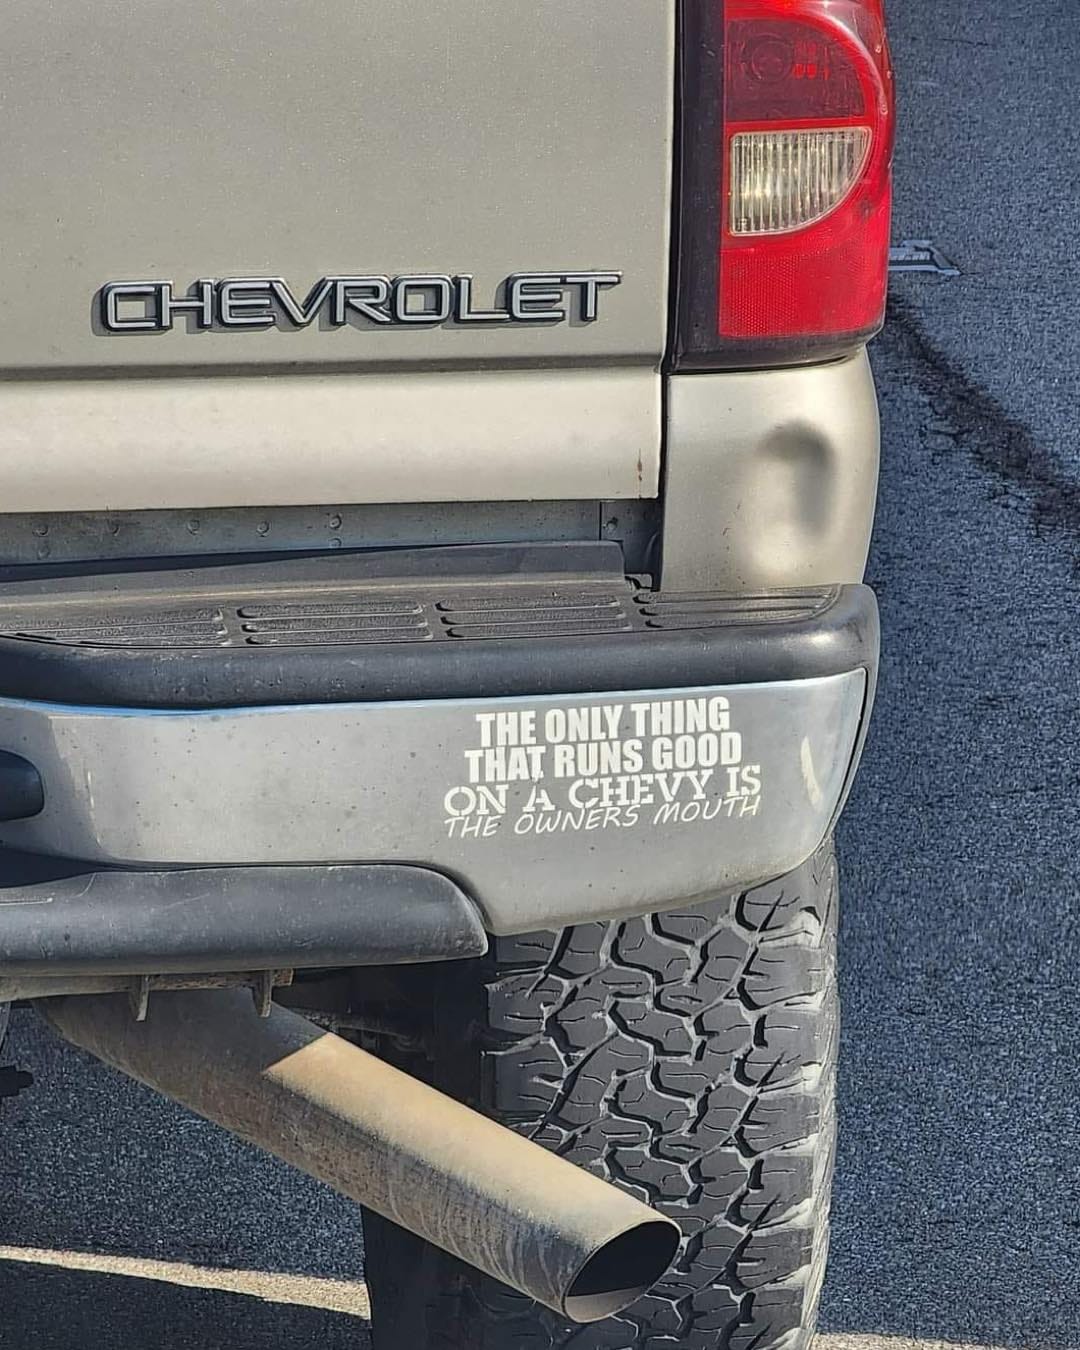 CHEVROLET
THE ONLY THING
THAT RUNS GOOD
ON A CHEVY IS
THE OWNERS MOUTH